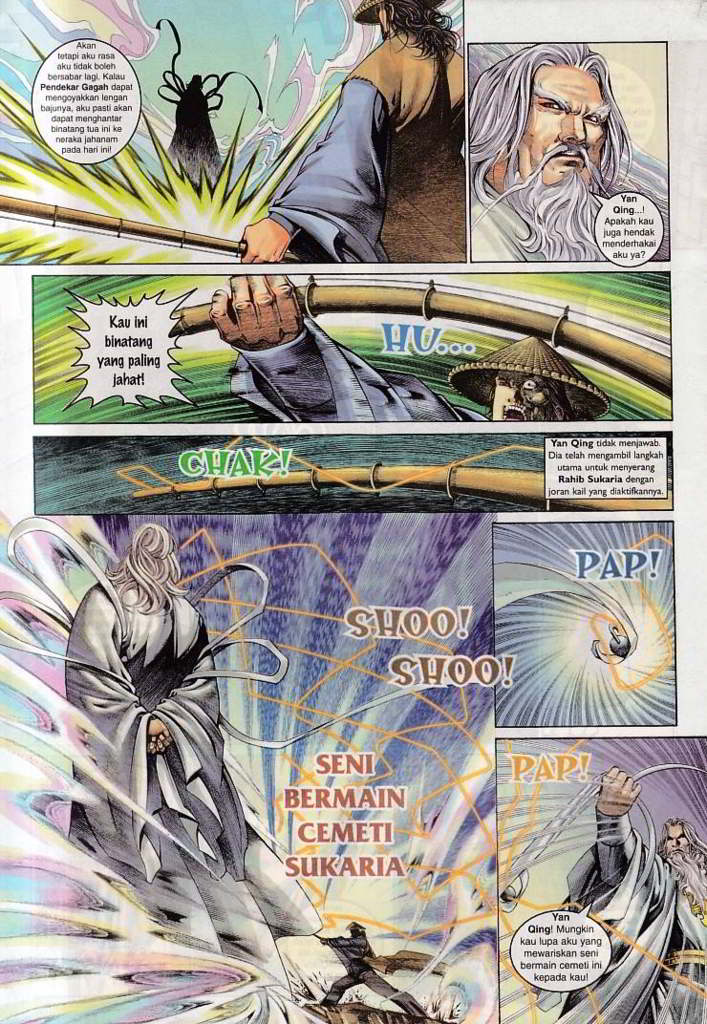 Akan
tetapi aku rasa
aku tidak boleh
bersabar lagi. Kalau
Pendekar Gagah dapat
mengoyakkan lengan
bajunya, aku pasti akan
dapat menghantar
binatang tua ini ke
neraka jahanam
pada hari ini!
Yan
Qing...!
Apakah kau
juga hendak
menderhakai
aku ya?
Kau ini
binatang
yang paling
jahat!
HU...
CHAK!
Yan Qing tidak menjawab.
Dia telah mengambil langkah
utama untuk menyerang
Rahib Sukaria dengan
joran kail yang diaktifkannya.
SHOO!
SHOO!
SENI
BERMAIN
CEMETI
SUKARIA
PAP!
PAP!
Yan
Qing! Mungkin
kau lupa aku yang
mewariskan seni
bermain cemeti ini
kepada kau!